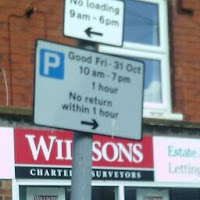 No loading
9am - 6pm
P
Good Fri - 31 Oct
10 am - 7 pm
1 hour
No return
within 1 hour
WILSONS
CHARTERED SURVEYORS
Estate
Letting